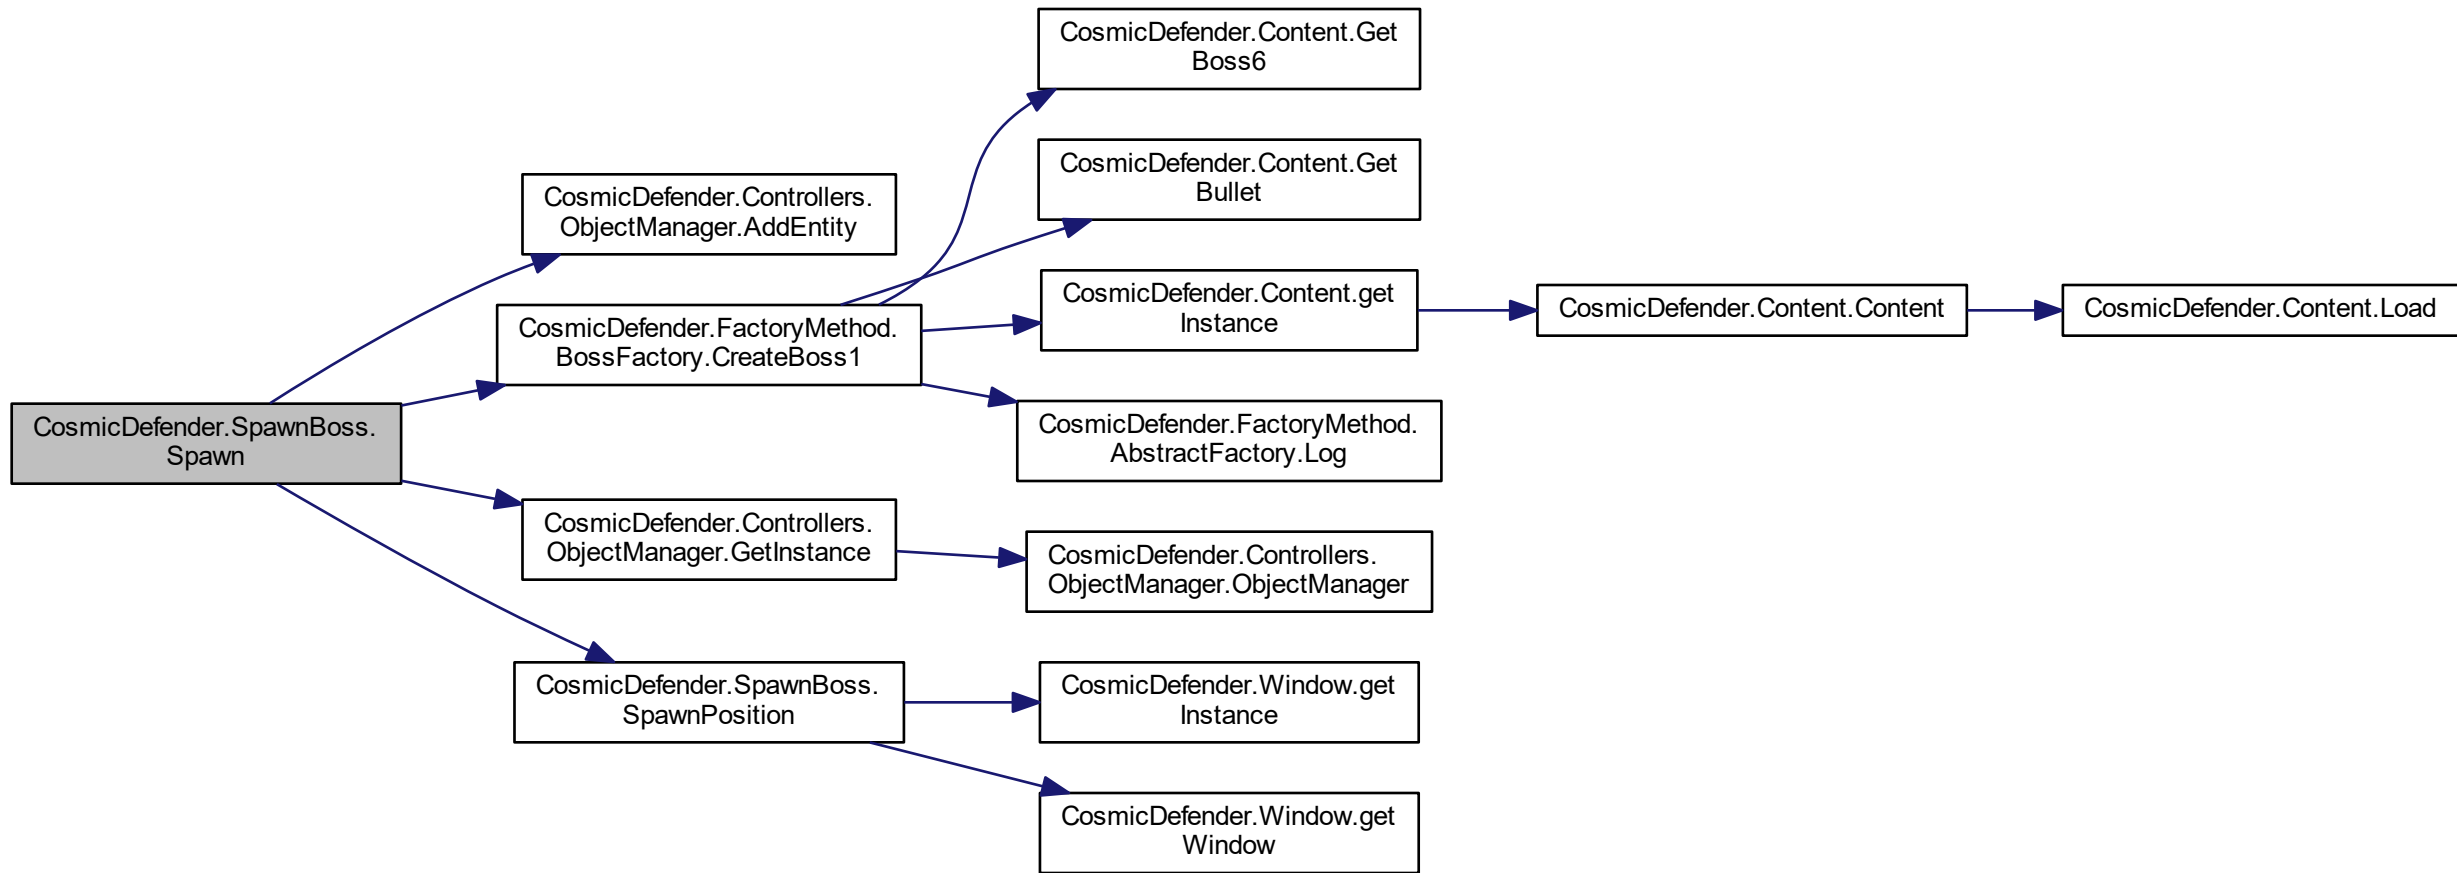 CosmicDefender.SpawnBoss.
Spawn
CosmicDefender.Controllers.
ObjectManager.AddEntity
CosmicDefender.FactoryMethod.
BossFactory.CreateBoss1
CosmicDefender.Controllers.
ObjectManager.GetInstance
CosmicDefender.SpawnBoss.
SpawnPosition
CosmicDefender.Content.Get
Boss6
CosmicDefender.Content.Get
Bullet
CosmicDefender.Content.get
Instance
CosmicDefender.FactoryMethod.
AbstractFactory.Log
CosmicDefender.Controllers.
ObjectManager.ObjectManager
CosmicDefender.Window.get
Instance
CosmicDefender.Window.get
Window
CosmicDefender.Content.Content
CosmicDefender.Content.Load